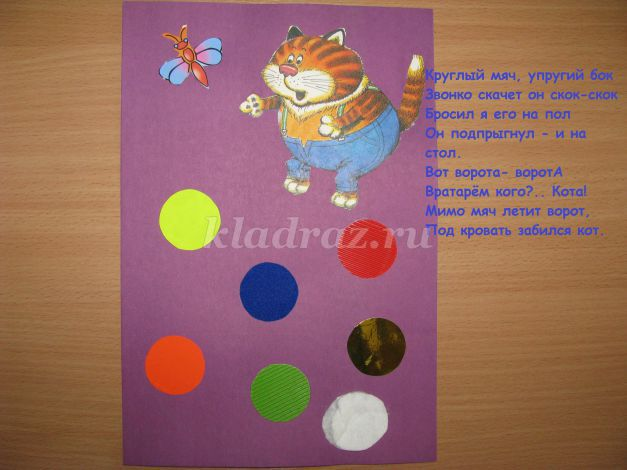 Круглый мяч, упругий бок
Звонко скачет он скок-скок
Бросил я его на пол
Он подпрыгнул - и на
стол.
Вот ворота- воротА
Вратарём кого?.. Кота!
Мимо мяч летит ворот,
Под кровать забился кот.
kladraz.ru